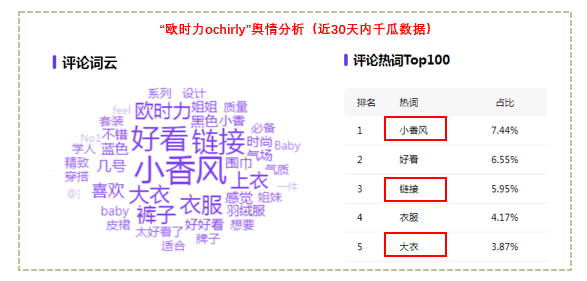 “欧时力ochirly”舆情分析（近30天内千瓜数据）
评论词云
系列 设计
feel 欧时力 姐姐 质量
套装 黑色 小香
No1 不错 好看 链接 必备
学人 蓝色 时尚 Baby
精致 几号 小香风 围巾 气场
穿搭 气质
@[ 喜欢 大衣 上衣 一件
衣服 感觉 姐妹
baby 裤子 羽绒服
皮裙 好好看 想要
太好看了 牌子
适合
评论热词Top100
排名 热词 占比
1 小香风 7.44%
2 好看 6.55%
3 链接 5.95%
4 衣服 4.17%
5 大衣 3.87%